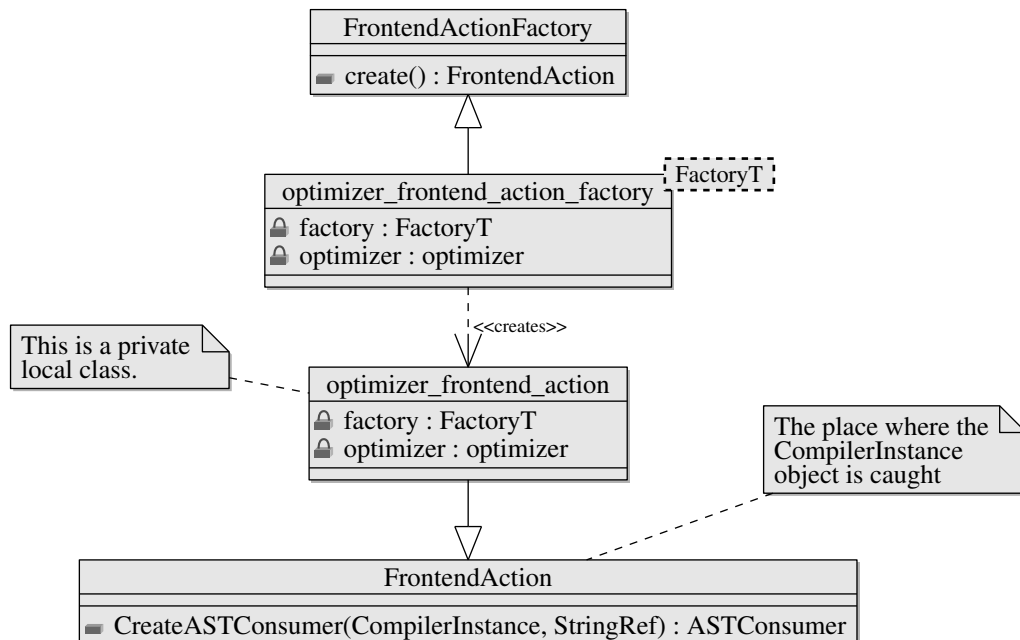 FrontendActionFactory
create() : FrontendAction
FactoryT
optimizer_frontend_action_factory
factory : FactoryT
optimizer : optimizer
<<creates>>
This is a private
local class.
optimizer_frontend_action
factory : FactoryT
optimizer : optimizer
The place where the
CompilerInstance
object is caught
FrontendAction
CreateASTConsumer(CompilerInstance, StringRef) : ASTConsumer